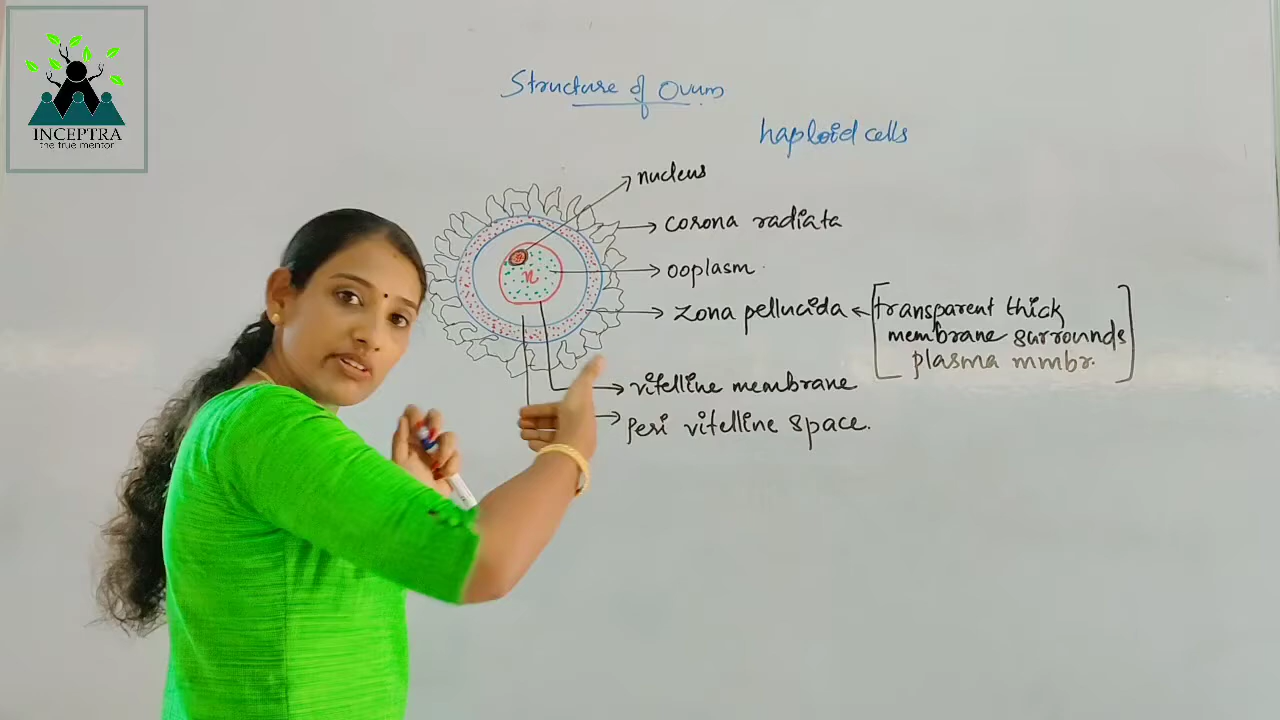 INCEPTRA
the true mentor
Structure of Ovum
haploid cells
nucleus
corona radiata
ooplasm
n
zona pellucida
transparent thick
membrane surrounds
plasma mmbr.
vitelline membrane
peri vitelline space.